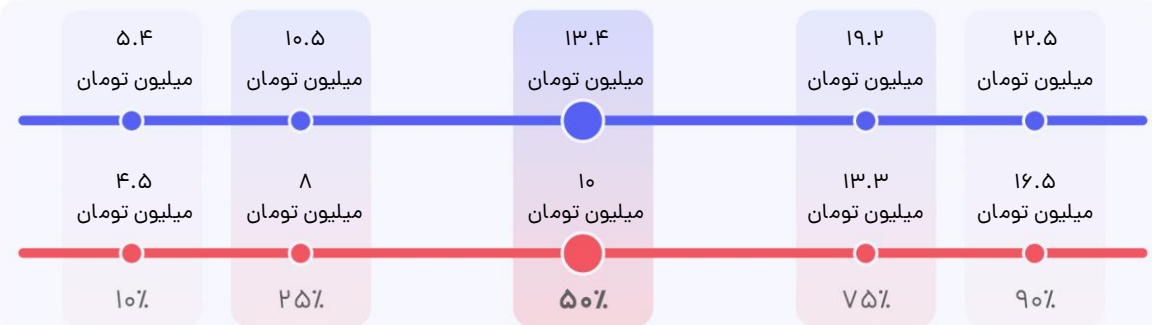 ۵.۴ ۱۰.۵ ۱۳.۴ ۱۹.۲ ۲۲.۵
میلیون تومان میلیون تومان میلیون تومان میلیون تومان میلیون تومان
۴.۵ ۸ ۱۰ ۱۳.۳ ۱۶.۵
میلیون تومان میلیون تومان میلیون تومان میلیون تومان میلیون تومان
۱۰٪ ۲۵٪ ۵۰٪ ۷۵٪ ۹۰٪